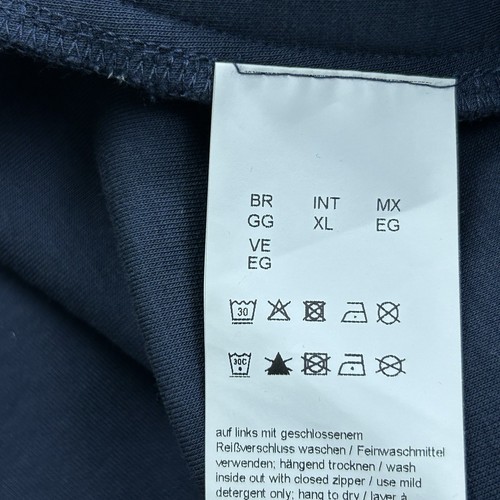 BR INT MX
GG XL EG
VE
EG
30
30C
auf links mit geschlossenem
Reißverschluss waschen / Feinwaschmittel
verwenden; hängend trocknen / wash
inside out with closed zipper / use mild
detergent only; hang to dry / laver à